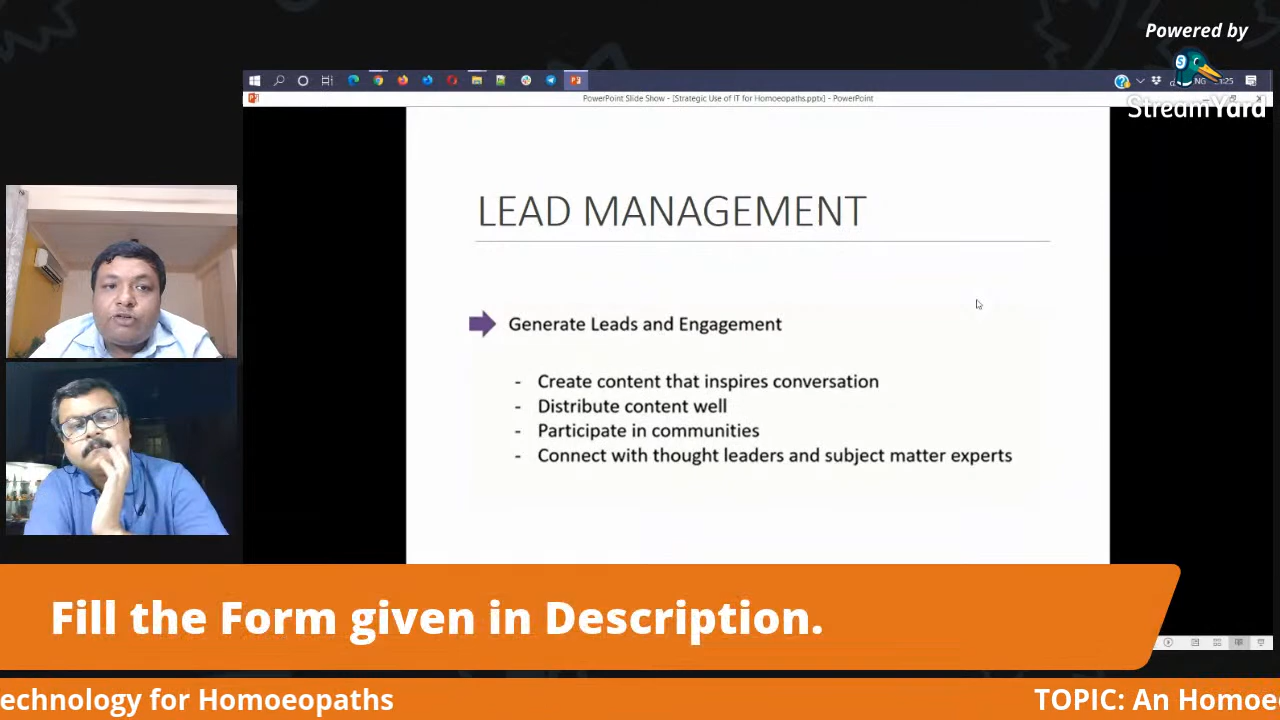 Powered by
StreamYard
PowerPoint Slide Show - [Strategic Use of IT for Homoeopaths.pptx] - PowerPoint
LEAD MANAGEMENT
Generate Leads and Engagement
- Create content that inspires conversation
- Distribute content well
- Participate in communities
- Connect with thought leaders and subject matter experts
Fill the Form given in Description.
echnology for Homoeopaths
TOPIC: An Homoe